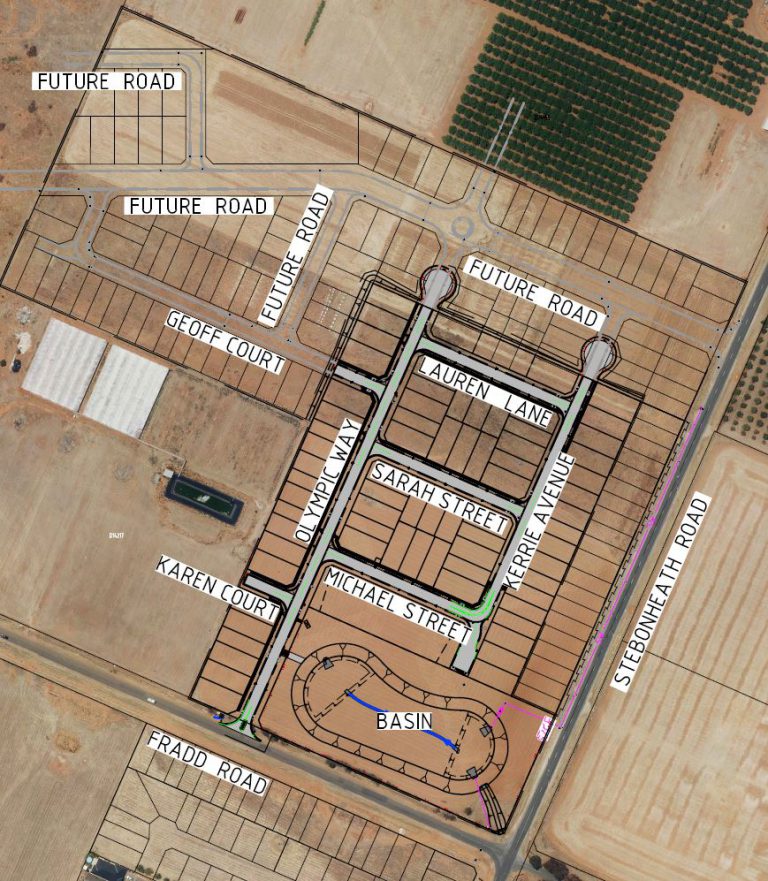 FUTURE ROAD
FUTURE ROAD
FUTURE ROAD
FUTURE ROAD
GEOFF COURT
LAUREN LANE
OLYMPIC WAY
SARAH STREET
KERRIE AVENUE
KAREN COURT
MICHAEL STREET
STEBONHEATH ROAD
BASIN
FRADD ROAD